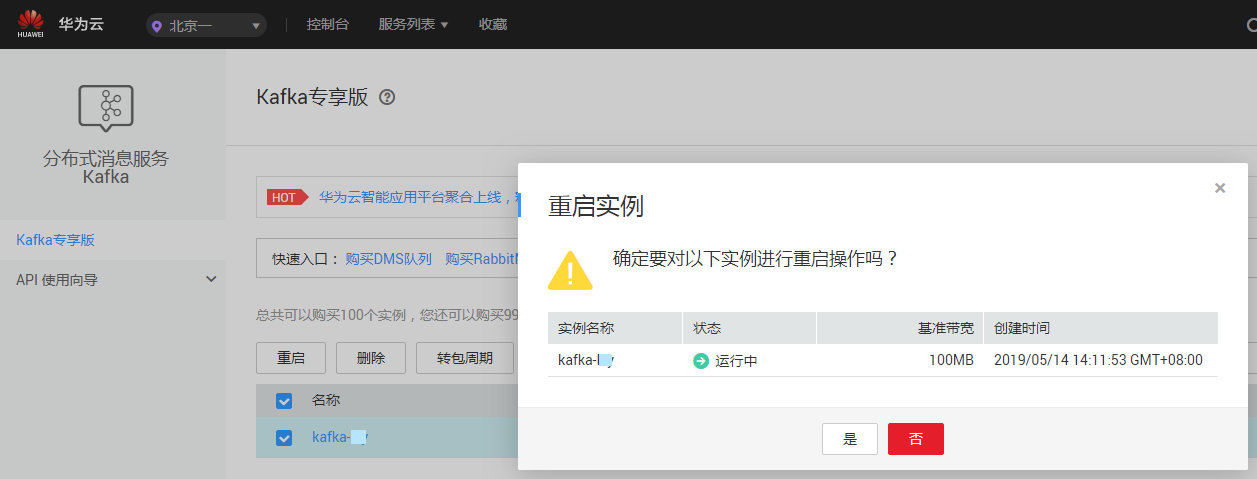 HUAWEI
华为云
北京一
控制台
服务列表
收藏
分布式消息服务
Kafka
Kafka专享版
API 使用向导
Kafka专享版
HOT
华为云智能应用平台聚合上线，
快速入口：
购买DMS队列
购买Rabbit
总共可以购买100个实例，您还可以购买99
重启
删除
转包周期
名称
kafka-
重启实例
确定要对以下实例进行重启操作吗？
实例名称 状态 基准带宽 创建时间
kafka- 运行中 100MB 2019/05/14 14:11:53 GMT+08:00
是
否